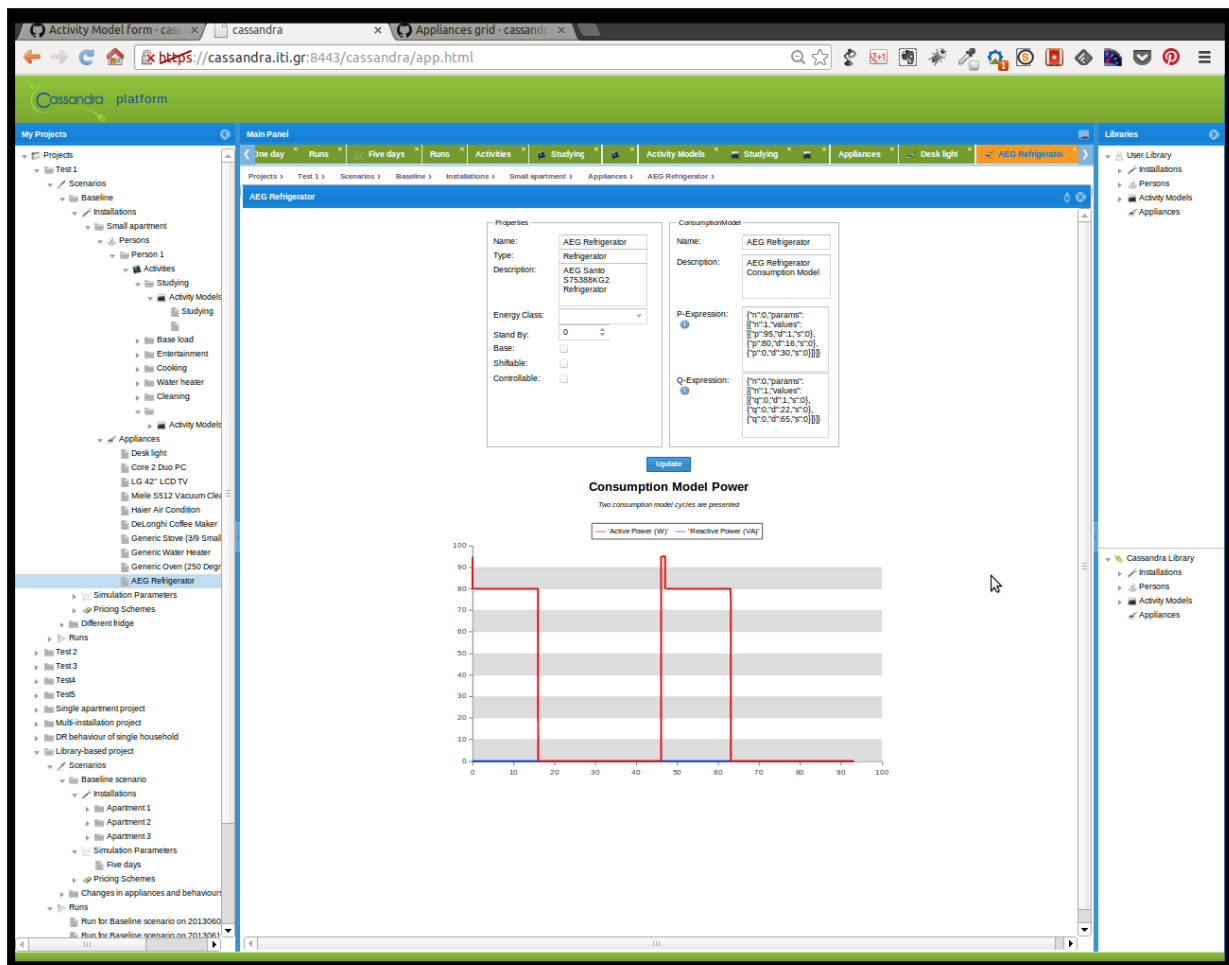 Activity Model form · cass
cassandra
Appliances grid · cassandr
https://cassandra.iti.gr:8443/cassandra/app.html
Cassandra platform
My Projects
Projects
Test 1
Scenarios
Baseline
Installations
Small apartment
Persons
Person 1
Activities
Studying
Activity Models
Studying
Base load
Entertainment
Cooking
Water heater
Cleaning
Activity Models
Appliances
Desk light
Core 2 Duo PC
LG 42" LCD TV
Miele S512 Vacuum Clea
Haier Air Condition
DeLonghi Coffee Maker
Generic Stove (3/9 Small
Generic Water Heater
Generic Oven (250 Degr
AEG Refrigerator
Simulation Parameters
Pricing Schemes
Different fridge
Runs
Test 2
Test 3
Test4
Test5
Single apartment project
Multi-installation project
DR behaviour of single household
Library-based project
Scenarios
Baseline scenario
Installations
Apartment 1
Apartment 2
Apartment 3
Simulation Parameters
Five days
Pricing Schemes
Changes in appliances and behaviours
Runs
Run for Baseline scenario on 2013060
Run for Baseline scenario on 2013061
Main Panel
One day
Runs
Five days
Runs
Activities
Studying
Activity Models
Studying
Appliances
Desk light
AEG Refrigerator
Projects › Test 1 › Scenarios › Baseline › Installations › Small apartment › Appliances › AEG Refrigerator ›
AEG Refrigerator
Properties
Name: AEG Refrigerator
Type: Refrigerator
Description: AEG Santo
S75388KG2
Refrigerator
Energy Class:
Stand By: 0
Base:
Shiftable:
Controllable:
ConsumptionModel
Name: AEG Refrigerator
Description: AEG Refrigerator
Consumption Model
P-Expression: {"n":0,"params":
[{"n":1,"values":
[{"p":95,"d":1,"s":0},
{"p":80,"d":16,"s":0},
{"p":0,"d":30,"s":0}]}]}
Q-Expression: {"n":0,"params":
[{"n":1,"values":
[{"q":0,"d":1,"s":0},
{"q":0,"d":22,"s":0},
{"q":0,"d":65,"s":0}]}]}
Update
Consumption Model Power
Two consumption model cycles are presented
'Active Power (W)' 'Reactive Power (VA)'
100
90
80
70
60
50
40
30
20
10
0
0 10 20 30 40 50 60 70 80 90 100
Libraries
User Library
Installations
Persons
Activity Models
Appliances
Cassandra Library
Installations
Persons
Activity Models
Appliances